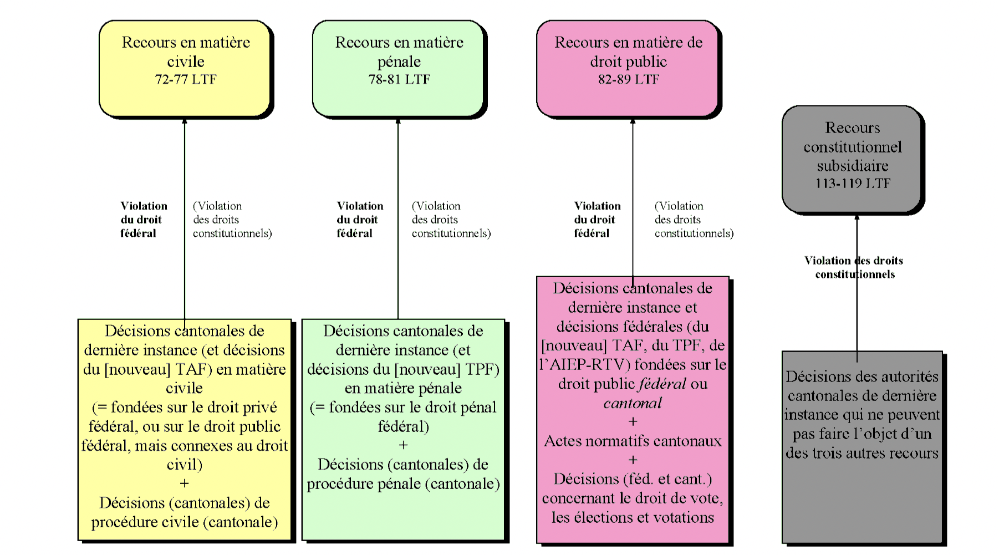 Recours en matière
civile
72-77 LTF
Recours en matière
pénale
78-81 LTF
Recours en matière de
droit public
82-89 LTF
Recours
constitutionnel
subsidiaire
113-119 LTF
Violation
du droit
fédéral
(Violation
des droits
constitutionnels)
Violation
du droit
fédéral
(Violation
des droits
constitutionnels)
Violation
du droit
fédéral
(Violation
des droits
constitutionnels)
Violation des droits
constitutionnels
Décisions cantonales de
dernière instance (et décisions
du [nouveau] TAF) en matière
civile
(= fondées sur le droit privé
fédéral, ou sur le droit public
fédéral, mais connexes au droit
civil)
+
Décisions (cantonales) de
procédure civile (cantonale)
Décisions cantonales de
dernière instance (et
décisions du [nouveau] TPF)
en matière pénale
(= fondées sur le droit pénal
fédéral)
+
Décisions (cantonales) de
procédure pénale (cantonale)
Décisions cantonales de
dernière instance et
décisions fédérales (du
[nouveau] TAF, du TPF, de
l'AIEP-RTV) fondées sur le
droit public fédéral ou
cantonal
+
Actes normatifs cantonaux
+
Décisions (féd. et cant.)
concernant le droit de vote,
les élections et votations
Décisions des autorités
cantonales de dernière
instance qui ne peuvent
pas faire l'objet d'un
des trois autres recours